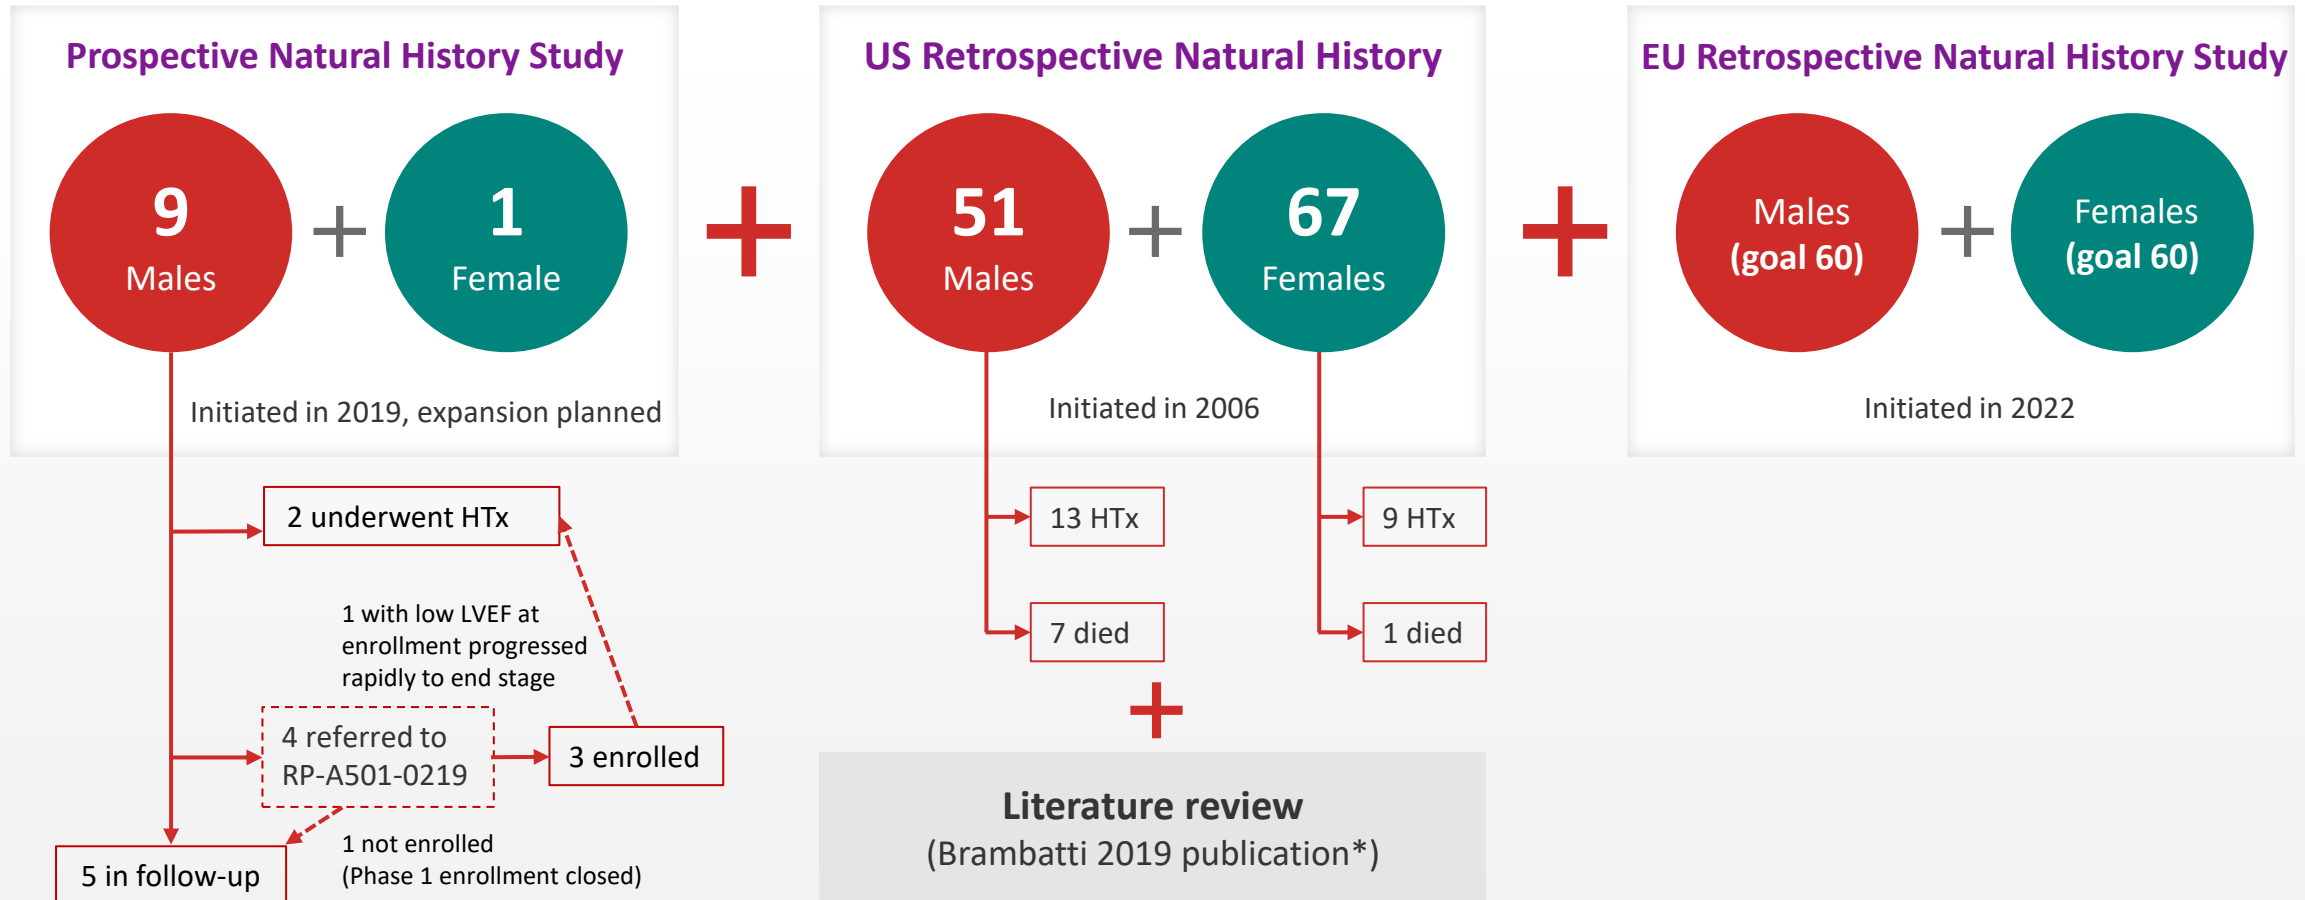 Prospective Natural History Study
9
Males
+
1
Female
Initiated in 2019, expansion planned
2 underwent HTx
1 with low LVEF at
enrollment progressed
rapidly to end stage
4 referred to
RP-A501-0219
3 enrolled
1 not enrolled
(Phase 1 enrollment closed)
5 in follow-up
+
US Retrospective Natural History
51
Males
+
67
Females
Initiated in 2006
13 HTx
7 died
9 HTx
1 died
+
Literature review
(Brambatti 2019 publication*)
+
EU Retrospective Natural History Study
Males
(goal 60)
+
Females
(goal 60)
Initiated in 2022